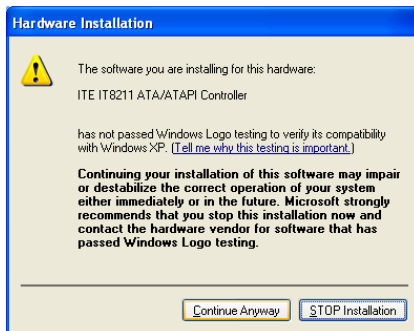 Hardware Installation
The software you are installing for this hardware:
ITE IT8211 ATA/ATAPI Controller
has not passed Windows Logo testing to verify its compatibility
with Windows XP. (Tell me why this testing is important.)
Continuing your installation of this software may impair
or destabilize the correct operation of your system
either immediately or in the future. Microsoft strongly
recommends that you stop this installation now and
contact the hardware vendor for software that has
passed Windows Logo testing.
Continue Anyway STOP Installation